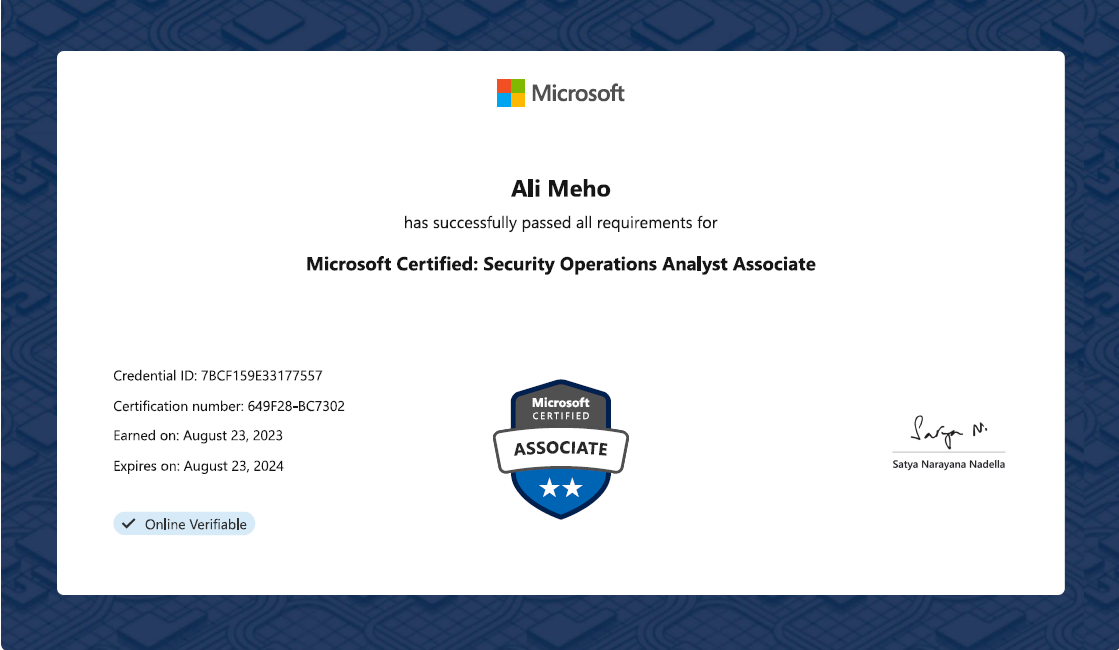 Microsoft
Ali Meho
has successfully passed all requirements for
Microsoft Certified: Security Operations Analyst Associate
Credential ID: 7BCF159E33177557
Certification number: 649F28-BC7302
Earned on: August 23, 2023
Expires on: August 23, 2024
Online Verifiable
Microsoft
CERTIFIED
ASSOCIATE
Satya N.
Satya Narayana Nadella